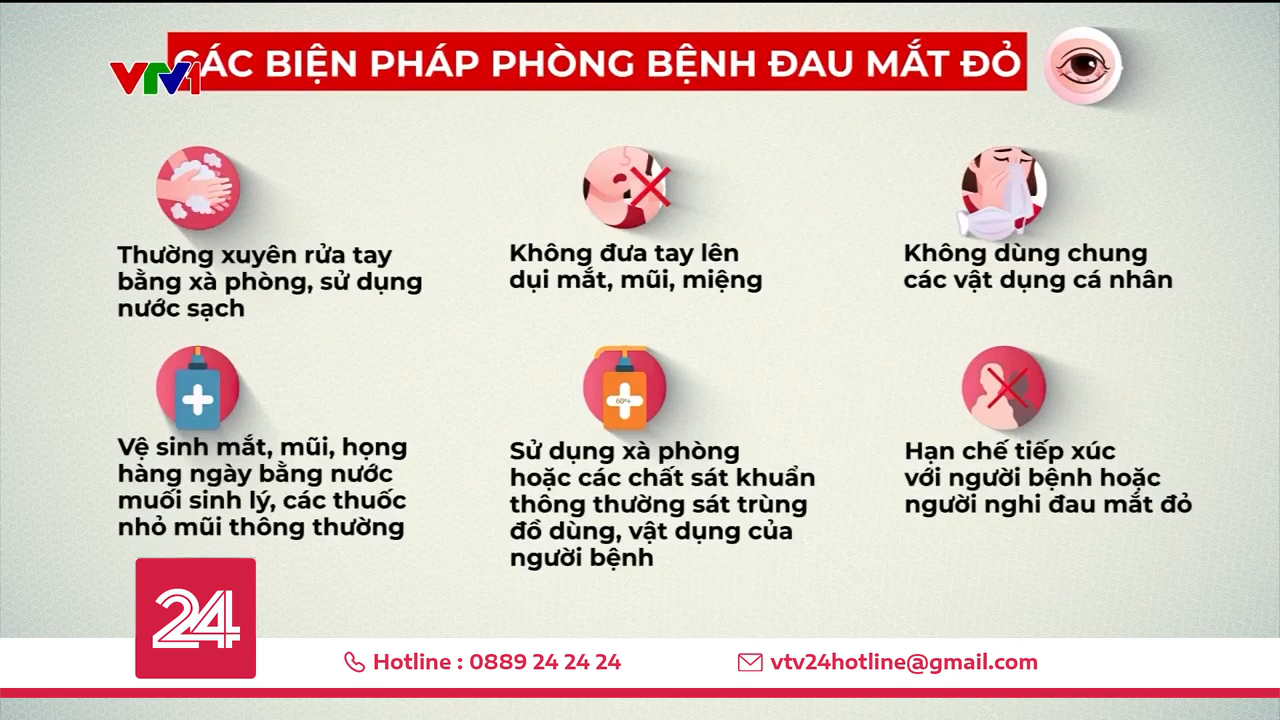 CÁC BIỆN PHÁP PHÒNG BỆNH ĐAU MẮT ĐỎ
VTV1
Thường xuyên rửa tay
bằng xà phòng, sử dụng
nước sạch
Không đưa tay lên
dụi mắt, mũi, miệng
Không dùng chung
các vật dụng cá nhân
Vệ sinh mắt, mũi, họng
hàng ngày bằng nước
muối sinh lý, các thuốc
nhỏ mũi thông thường
60%
Sử dụng xà phòng
hoặc các chất sát khuẩn
thông thường sát trùng
đồ dùng, vật dụng của
người bệnh
Hạn chế tiếp xúc
với người bệnh hoặc
người nghi đau mắt đỏ
24
Hotline : 0889 24 24 24
vtv24hotline@gmail.com